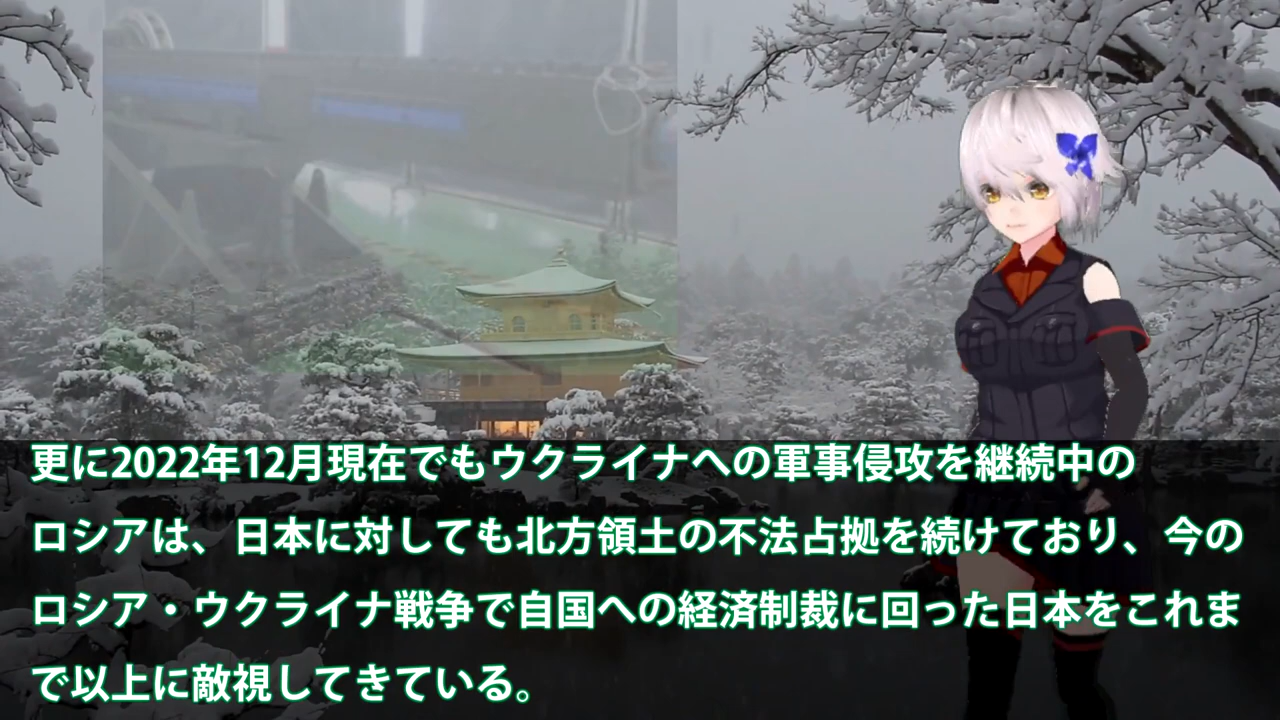 更に2022年12月現在でもウクライナへの軍事侵攻を継続中の
ロシアは、日本に対しても北方領土の不法占拠を続けており、今の
ロシア・ウクライナ戦争で自国への経済制裁に回った日本をこれま
で以上に敵視してきている。